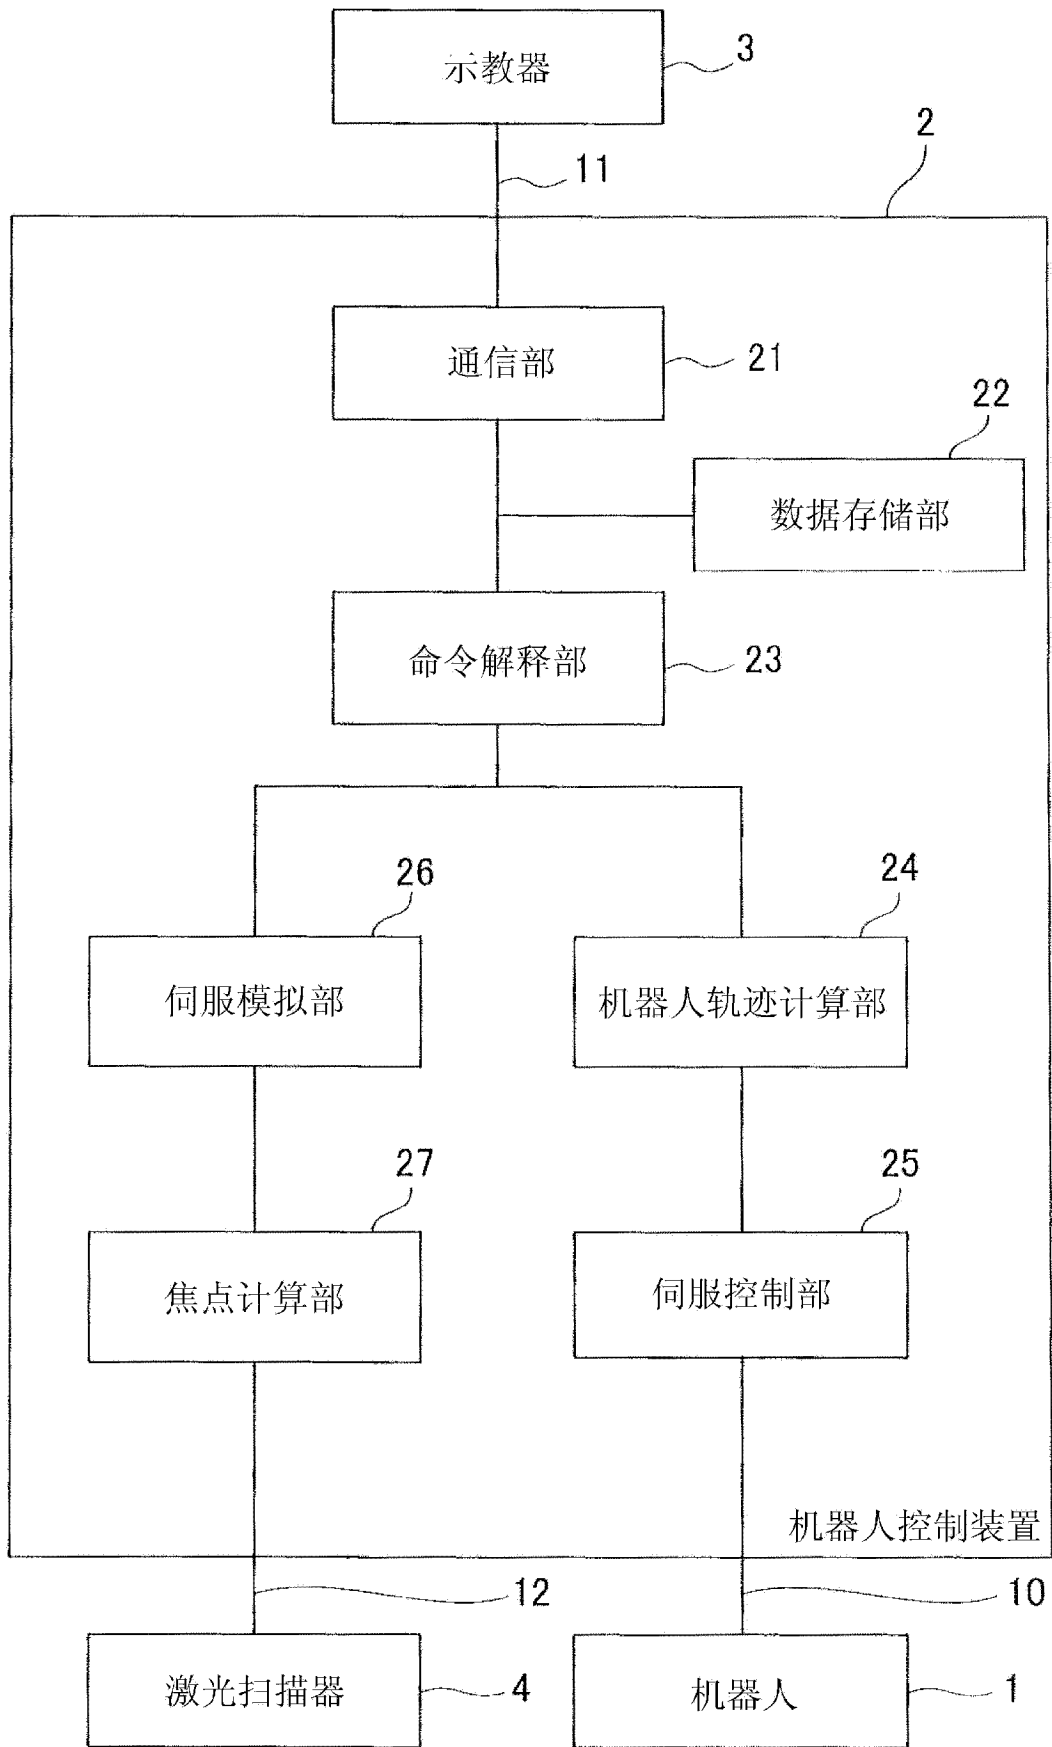 示教器
3
2
11
通信部
21
22
数据存储部
命令解释部
23
26
24
伺服模拟部
机器人轨迹计算部
27
25
焦点计算部
伺服控制部
机器人控制装置
12
10
激光扫描器
4
机器人
1